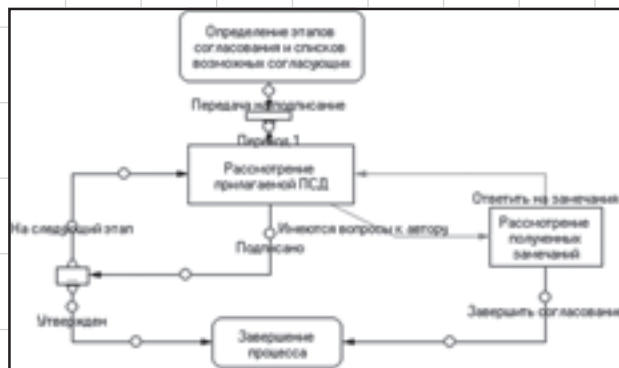 Определение этапов
согласования и списков
возможных согласующих
Передача на подписание
Переход 1
Рассмотрение
прилагаемой ПСД
Ответить на замечания
На следующий этап
Имеются вопросы к автору
Рассмотрение
полученных
замечаний
Подписано
Завершить согласование
Утвержден
Завершение
процесса